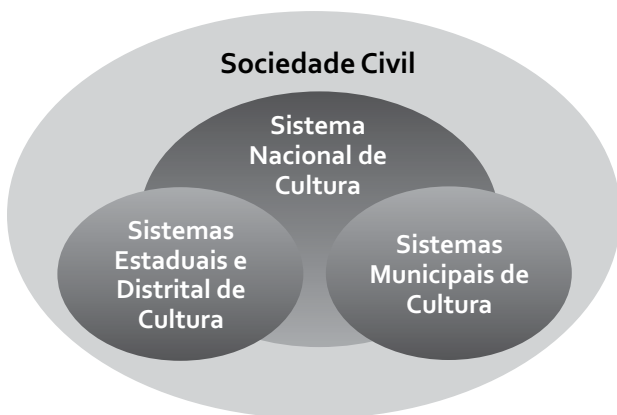 Sociedade Civil
Sistema
Nacional de
Cultura
Sistemas
Estaduais e
Distrital de
Cultura
Sistemas
Municipais de
Cultura